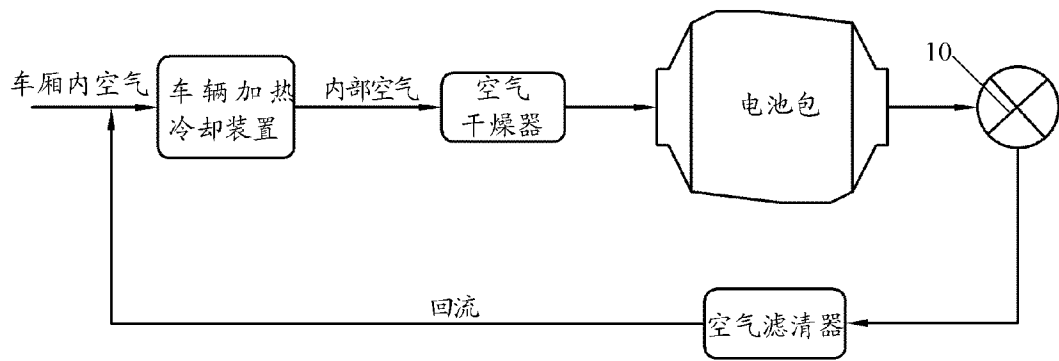 车厢内空气
车辆加热
冷却装置
内部空气
空气
干燥器
电池包
10
回流
空气滤清器